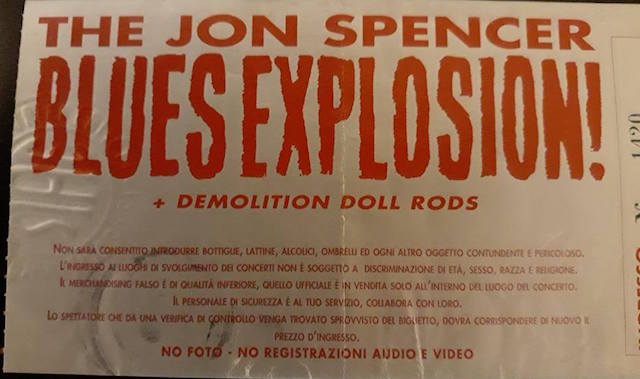 THE JON SPENCER
BLUES EXPLOSION!
+ DEMOLITION DOLL RODS
NON SARÀ CONSENTITO INTRODURRE BOTTIGLIE, LATTINE, ALCOLICI, OMBRELLI ED OGNI ALTRO OGGETTO CONTUNDENTE E PERICOLOSO.
L'INGRESSO AI LUOGHI DI SVOLGIMENTO DEI CONCERTI NON È SOGGETTO A DISCRIMINAZIONE DI ETÀ, SESSO, RAZZA E RELIGIONE.
IL MERCHANDISING FALSO È DI QUALITÀ INFERIORE, QUELLO UFFICIALE È IN VENDITA SOLO ALL'INTERNO DEL LUOGO DEL CONCERTO.
IL PERSONALE DI SICUREZZA È AL TUO SERVIZIO, COLLABORA CON LORO.
LO SPETTATORE CHE DA UNA VERIFICA DI CONTROLLO VENGA TROVATO SPROVVISTO DEL BIGLIETTO, DOVRÀ CORRISPONDERE DI NUOVO IL
PREZZO D'INGRESSO.
NO FOTO - NO REGISTRAZIONI AUDIO E VIDEO
1420